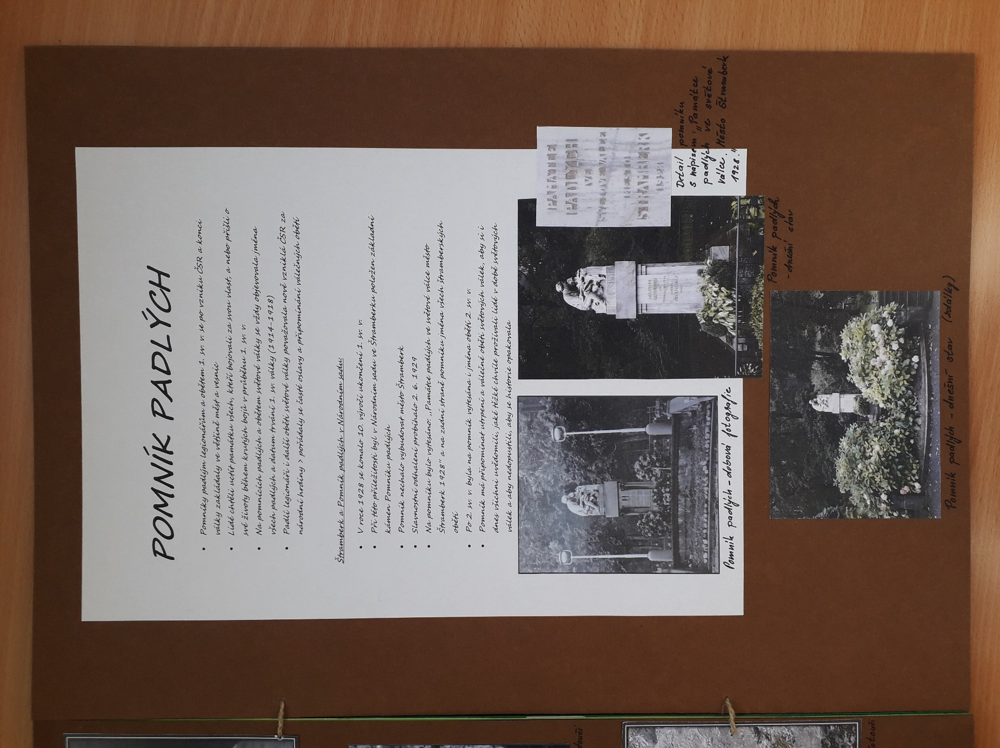 POMNÍK PADLÝCH
• Pomníky padlým legionářům a obětem 1. sv. v. se po vzniku ČSR a konci
války zakládaly ve většině měst a vesnic
• Lidé chtěli uctít památku všech, kteří bojovali za svou vlast, a nebo přišli o
své životy během krutých bojů v průběhu 1. sv. v.
• Na pomnících padlých a obětem světové války se vždy objevovala jména
všech padlých a datum trvání 1. sv. války (1914-1918)
• Padlí legionáři i další oběti světové války považovala nově vzniklá ČSR za
národní hrdiny > pořádaly se časté oslavy a připomínání válečných obětí
Štramberk a Pomník padlých v Národním sadu:
• V roce 1928 se konalo 10. výročí ukončení 1. sv. v.
• Při této příležitosti byl v Národním sadu ve Štramberku položen základní
kámen Pomníku padlých
• Pomník nechalo vybudovat město Štramberk
• Slavnostní odhalení probíhalo 2. 6. 1929
• Na pomníku bylo vytesáno: „Památce padlých ve světové válce město
Štramberk 1928“ a na zadní straně pomníku jména všech štramberských
obětí
• Po 2. sv. v. byla na pomník vytesána i jména obětí 2. sv. v.
• Pomník má připomínat utrpení a válečné oběti světových válek, aby si i
dnes všichni uvědomili, jaké těžké chvíle prožívali lidé v době světových
válek a aby nedopustili, aby se historie opakovala
Pomník padlých - dobová fotografie
PAMÁTCE
PADLÝCH
VE
SVĚTOVÉ VÁLCE
MĚSTO
ŠTRAMBERK
1928
Detail pomníku
s nápisem: „Památce
padlých ve světové
válce. Město Štramberk
1928.“
Pomník padlých
- dnešní stav
Pomník padlých - dnešní stav (zdálky)